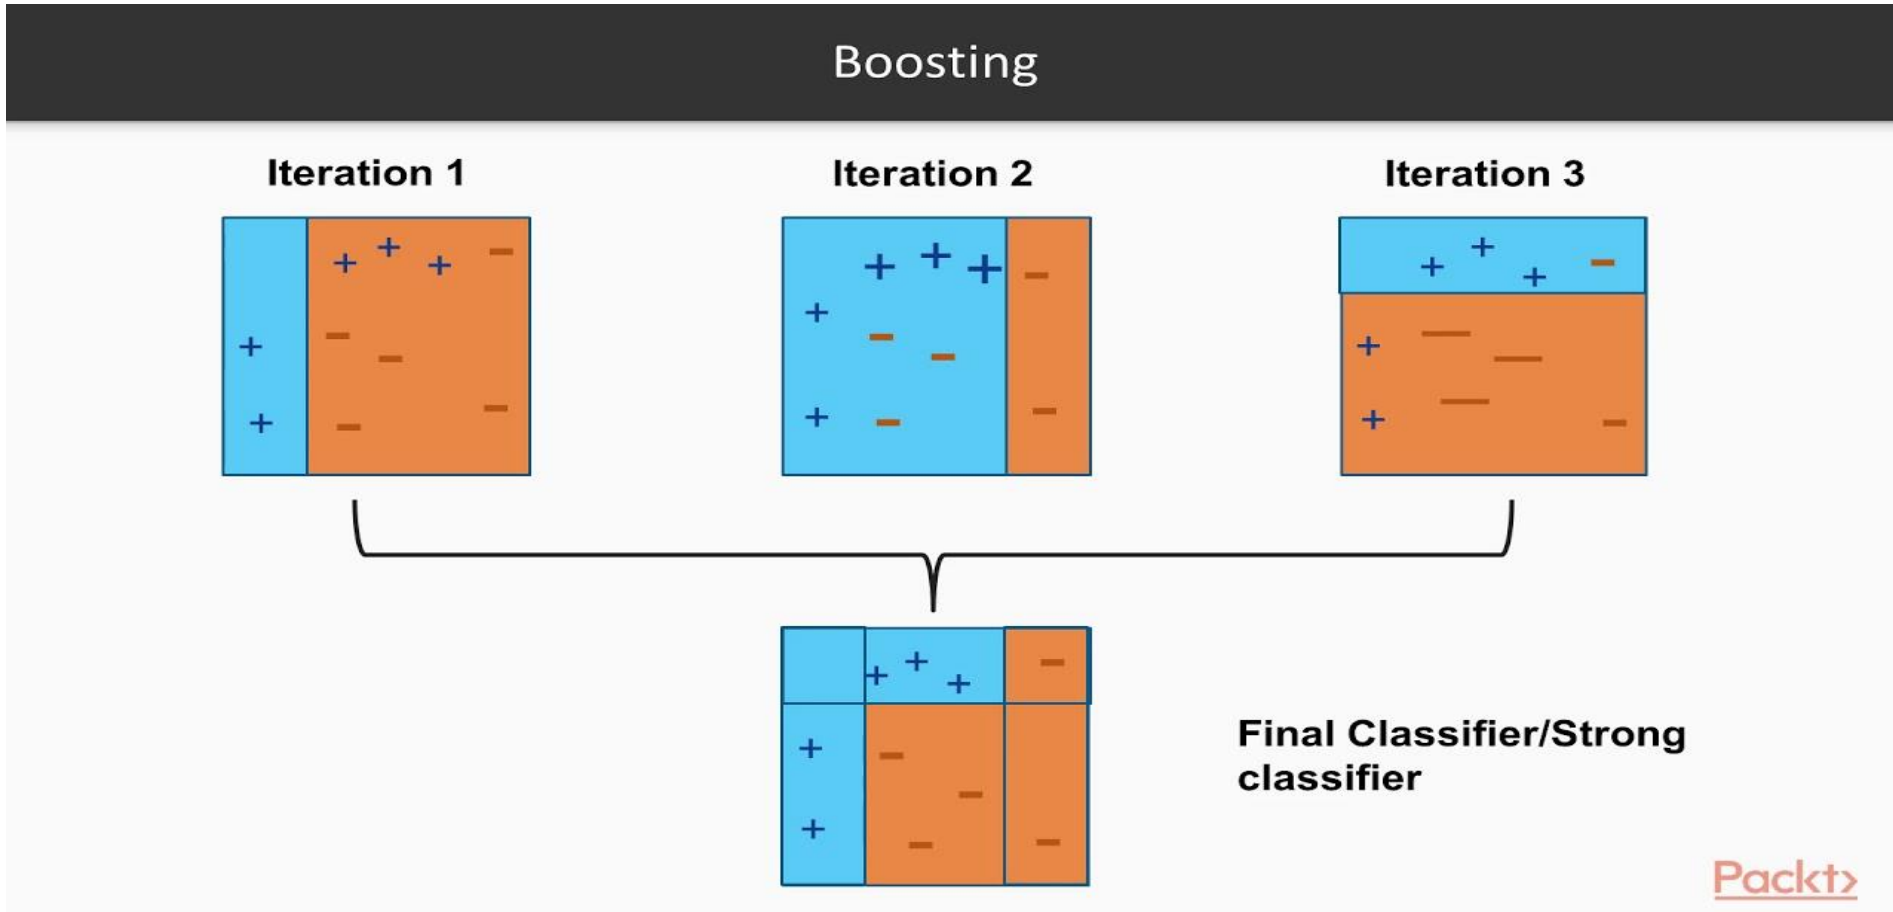 Boosting
Iteration 1
Iteration 2
Iteration 3
Final Classifier/Strong
classifier
Packt>